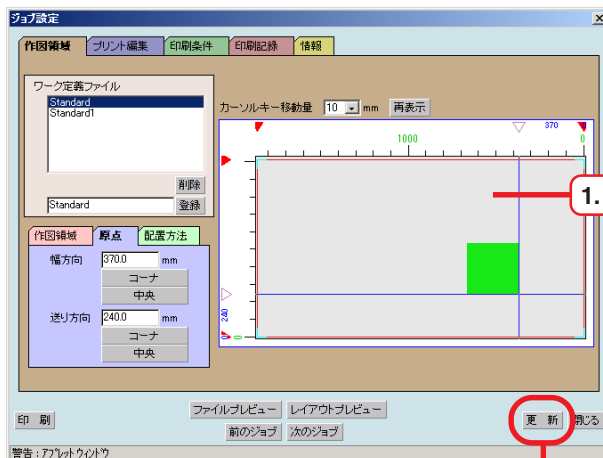 ジョブ設定
作図領域 プリント編集 印刷条件 印刷記録 情報
ワーク定義ファイル
Standard
Standard1
削除
Standard 登録
カーソルキー移動量 10 mm 再表示
370
1000 0
1.
作図領域 原点 配置方法
幅方向 370.0 mm
コーナ
中央
送り方向 240.0 mm
コーナ
中央
240
0 0
ファイルプレビュー レイアウトプレビュー
印 刷 前のジョブ 次のジョブ 更 新 閉じる
警告 : アプレットウィンドウ